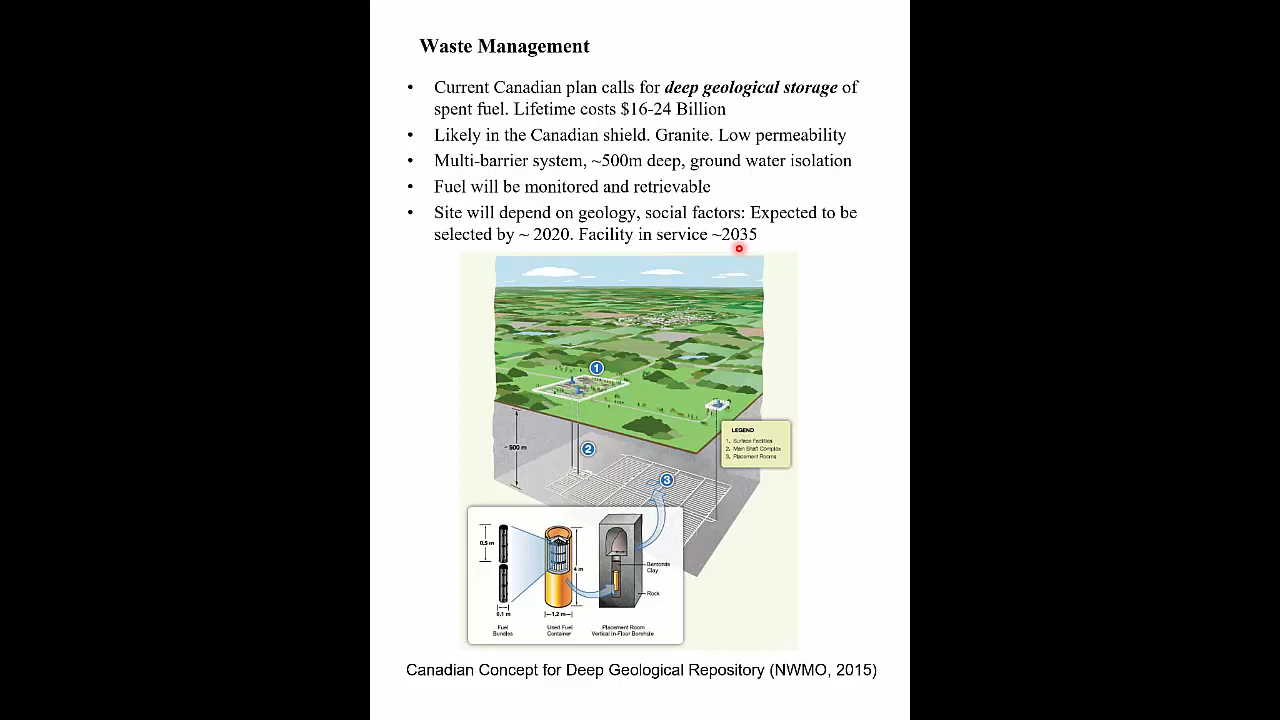 Waste Management
• Current Canadian plan calls for deep geological storage of
spent fuel. Lifetime costs $16-24 Billion
• Likely in the Canadian shield. Granite. Low permeability
• Multi-barrier system, ~500m deep, ground water isolation
• Fuel will be monitored and retrievable
• Site will depend on geology, social factors: Expected to be
selected by ~ 2020. Facility in service ~2035
1
LEGEND
1. Surface Facilities
2. Main Shaft Complex
3. Placement Rooms
~ 500 m
2
3
0,5 m
4 m
Bentonite
Clay
Rock
0,1 m
1,2 m
Fuel
Bundles
Used Fuel
Container
Placement Room
Vertical In-Floor Borehole
Canadian Concept for Deep Geological Repository (NWMO, 2015)